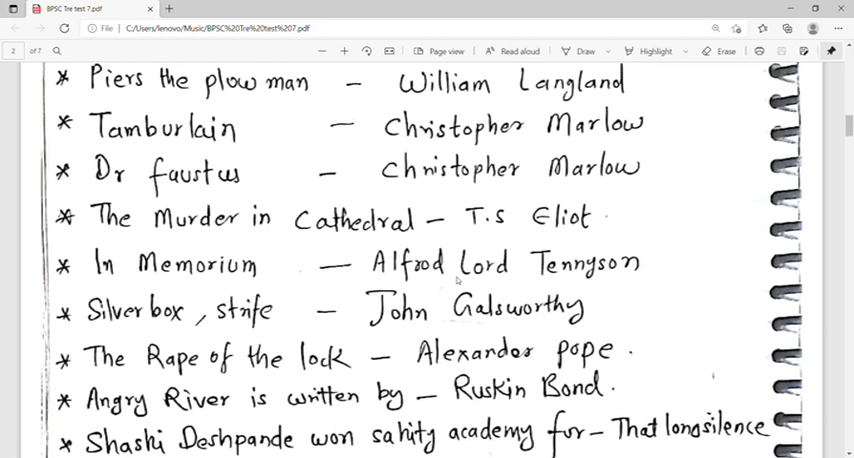 BPSC Tre test 7.pdf
File | C:/Users/lenovo/Music/BPSC%20Tre%20test%207.pdf
2 of 7 Page view Read aloud Draw Highlight Erase
* Piers the plow man - William Langland
* Tamburlain - Christopher Marlow
* Dr faustus - Christopher Marlow
* The Murder in Cathedral - T.S Eliot.
* In Memorium - Alfrod Lord Tennyson
* Silver box, strife - John Galsworthy
* The Rape of the lock - Alexander pope.
* Angry River is written by - Ruskin Bond.
* Shashi Deshpande won sahity academy for - That longsilence